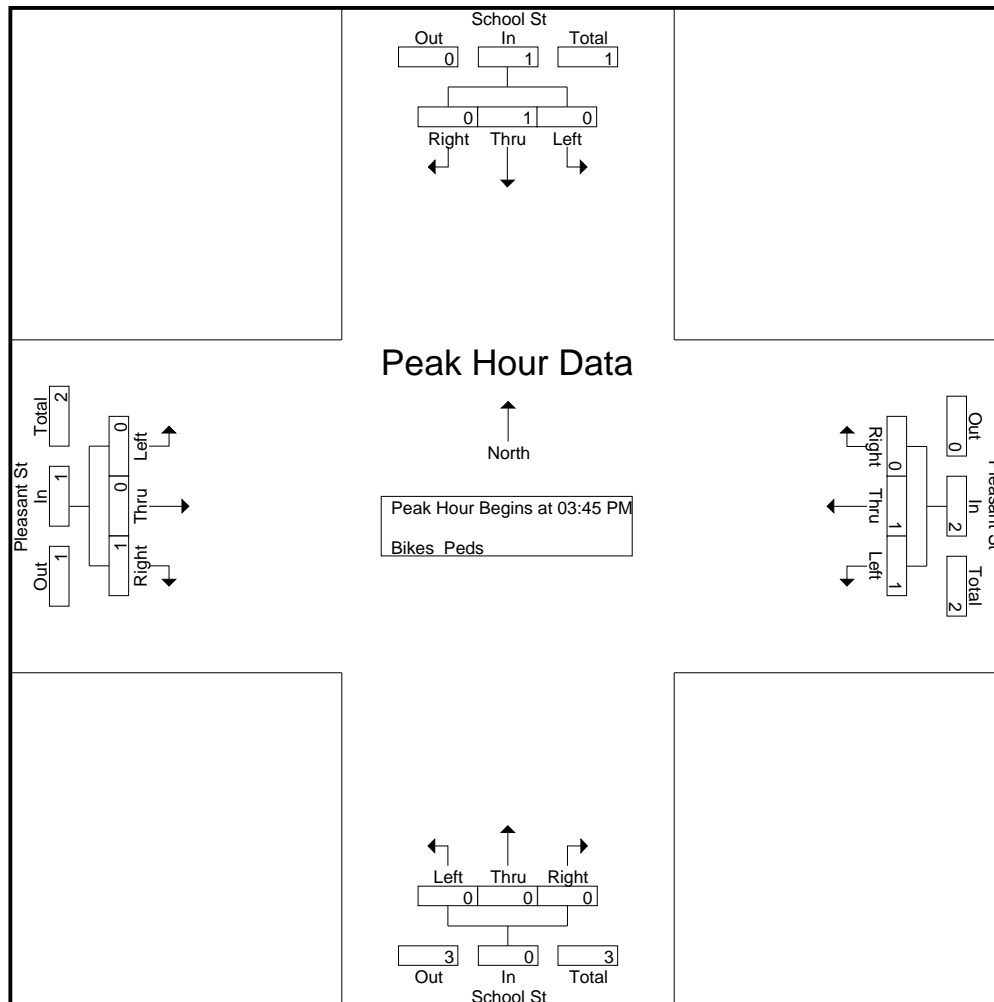 School St
Out In Total
0 1 1
0 1 0
Right Thru Left
Peak Hour Data
North
Peak Hour Begins at 03:45 PM
Bikes Peds
Pleasant St
Out In Total
1 1 2
Left Thru Right
0 0 1
Pleasant St
Out In Total
0 2 2
Right Thru Left
0 1 1
Left Thru Right
0 0 0
3 0 3
Out In Total
School St